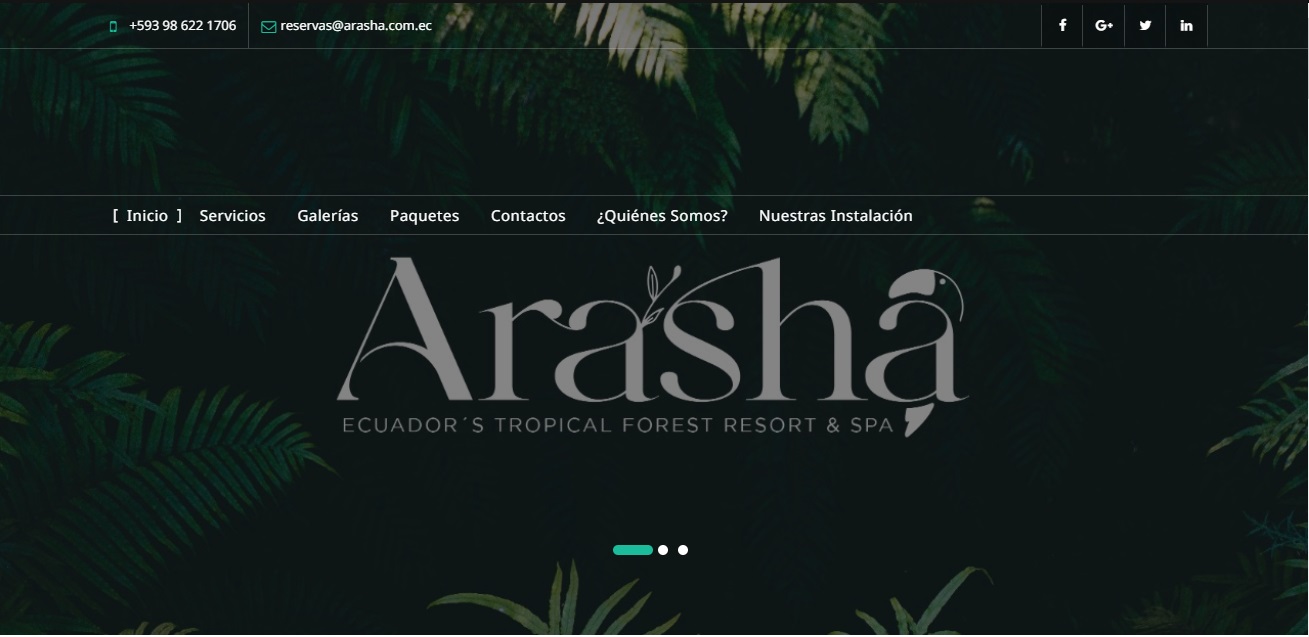 +593 98 622 1706 reservas@arasha.com.ec f G+ in
[ Inicio ] Servicios Galerías Paquetes Contactos ¿Quiénes Somos? Nuestras Instalación
Arasha
ECUADOR´S TROPICAL FOREST RESORT & SPA